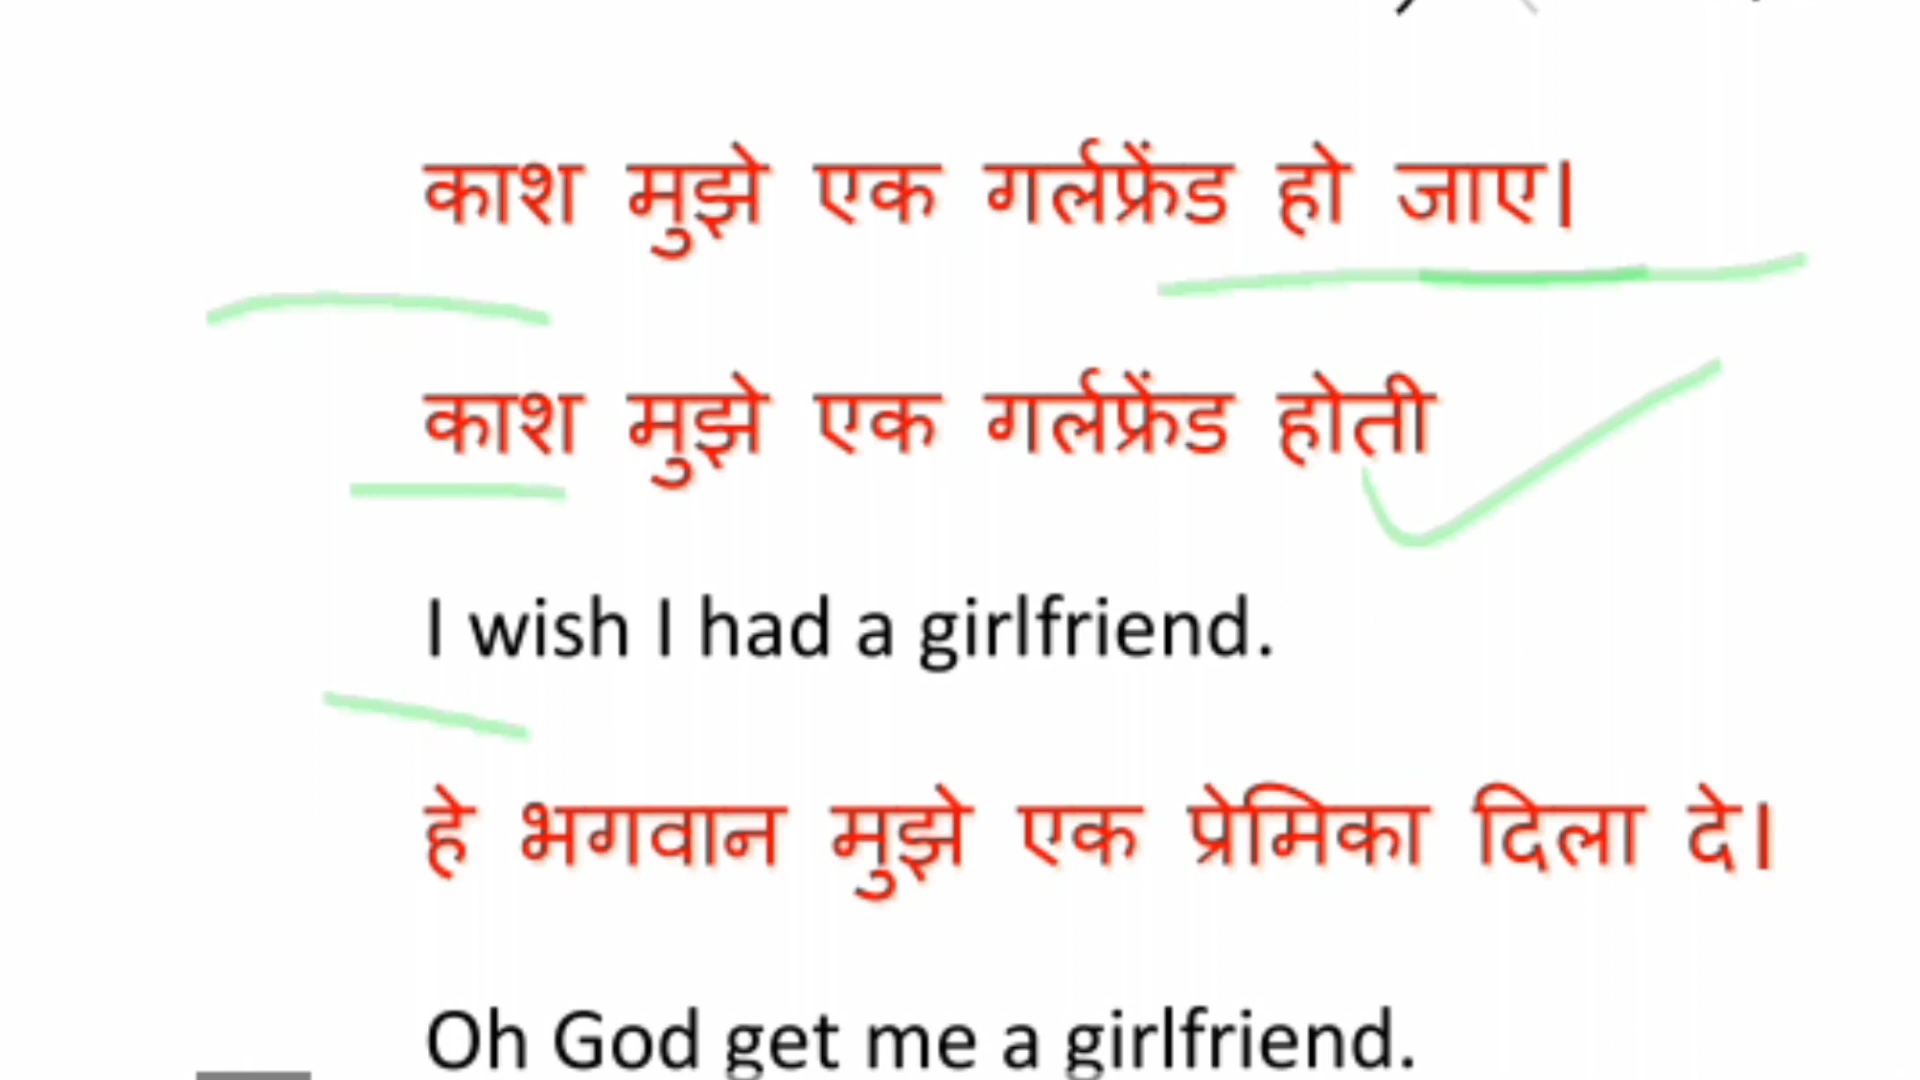 काश मुझे एक गर्लफ्रेंड हो जाए।
काश मुझे एक गर्लफ्रेंड होती
I wish I had a girlfriend.
हे भगवान मुझे एक प्रेमिका दिला दे।
Oh God get me a girlfriend.